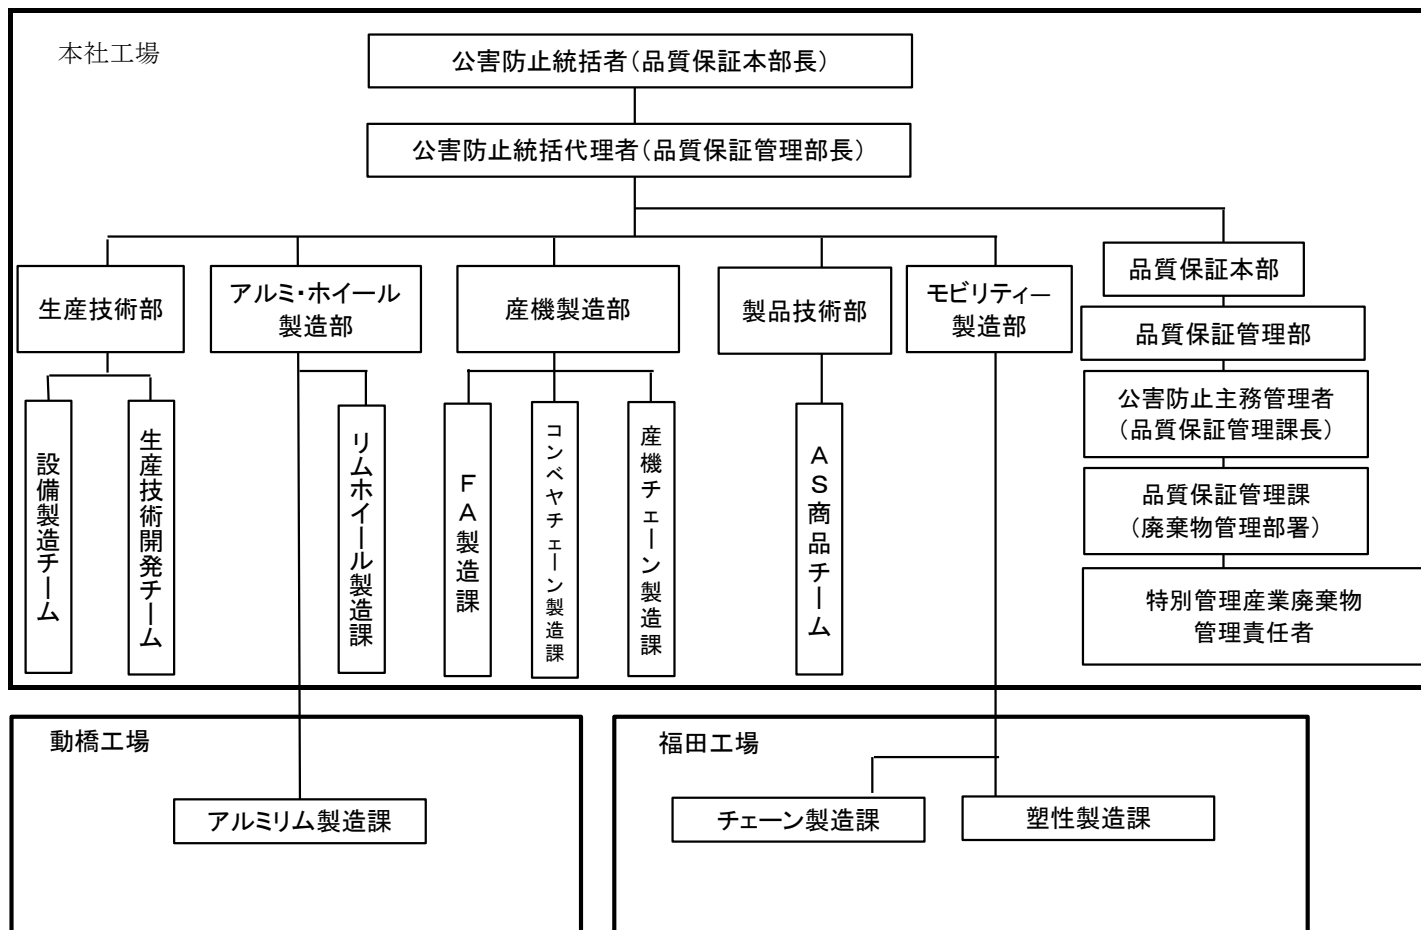 本社工場
公害防止統括者（品質保証本部長）
公害防止統括代理者（品質保証管理部長）
生産技術部
アルミ・ホイール
製造部
産機製造部
製品技術部
モビリティー
製造部
品質保証本部
品質保証管理部
公害防止主務管理者
（品質保証管理課長）
品質保証管理課
（廃棄物管理部署）
特別管理産業廃棄物
管理責任者
設備製造チーム
生産技術開発チーム
リムホイール製造課
ＦＡ製造課
コンベヤチェーン製造課
産機チェーン製造課
ＡＳ商品チーム
動橋工場
アルミリム製造課
福田工場
チェーン製造課
塑性製造課